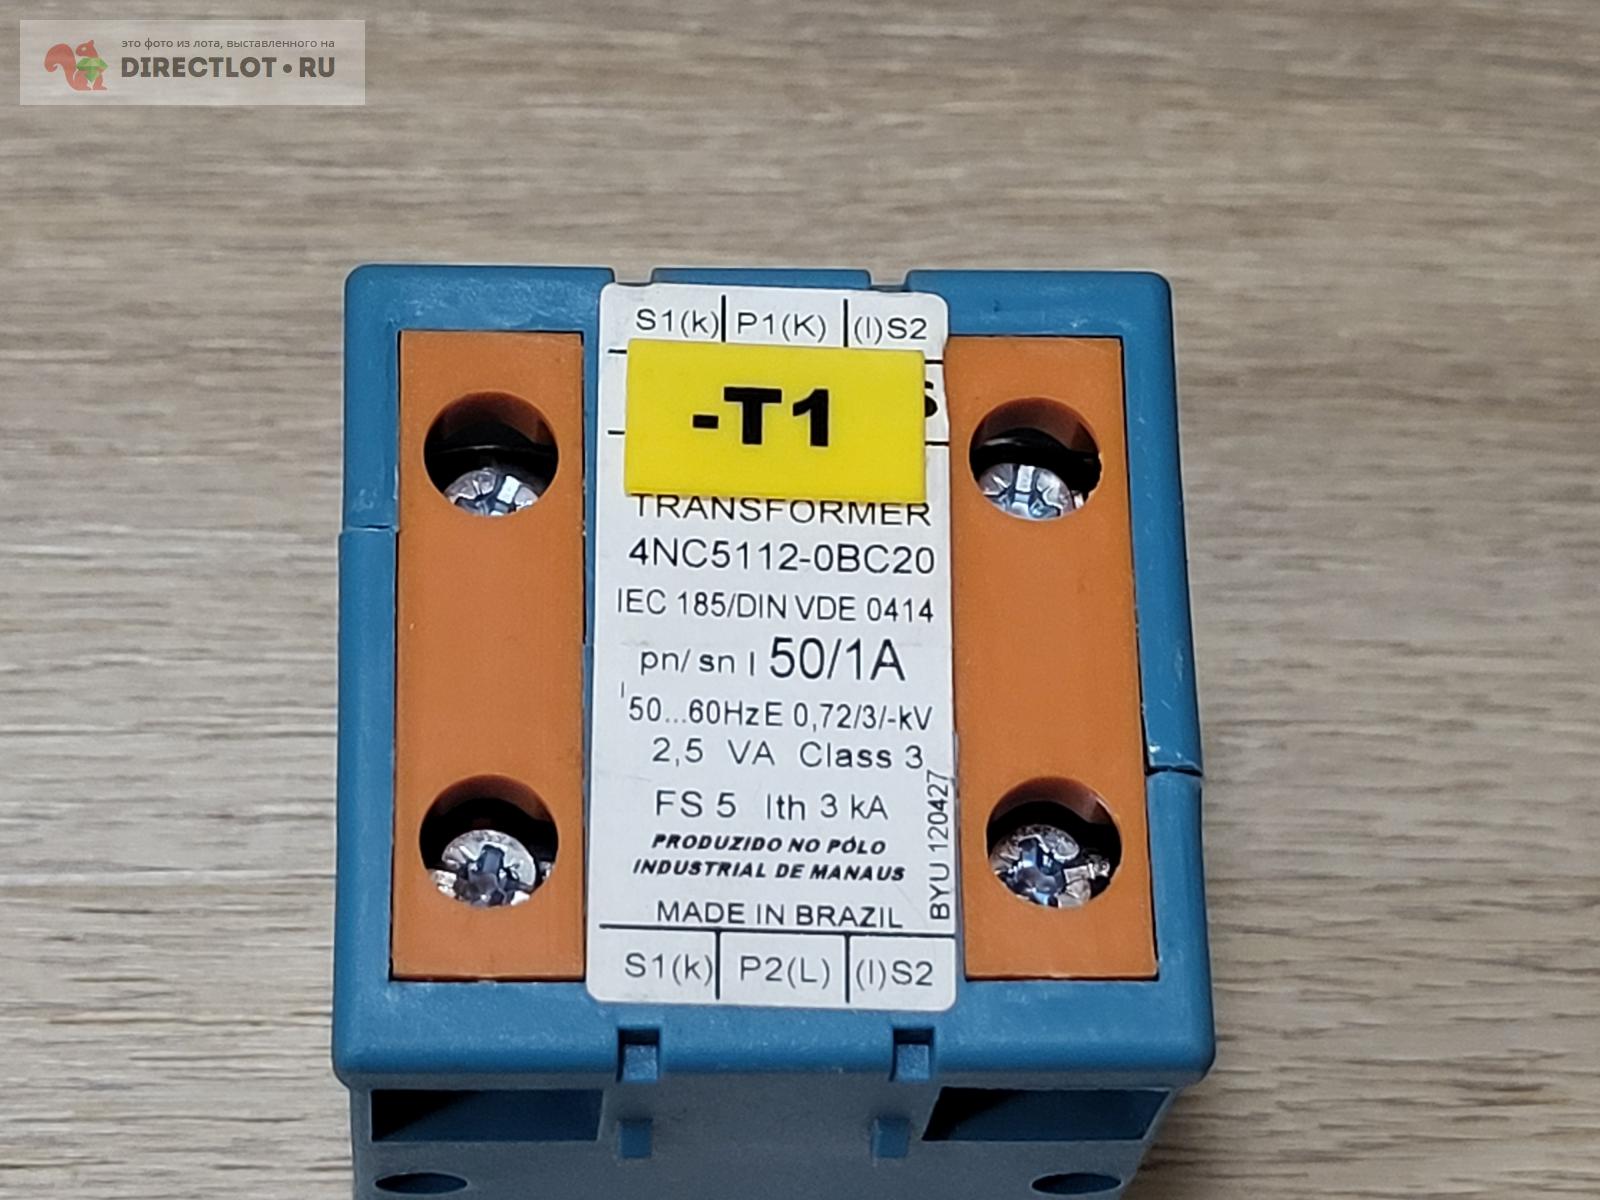 это фото из лота, выставленного на
DIRECTLOT•RU
S1(k) P1(K) (l)S2
-T1
TRANSFORMER
4NC5112-0BC20
IEC 185/DIN VDE 0414
pn/ sn I 50/1A
50...60Hz E 0,72/3/-kV
2,5 VA Class 3
FS 5 Ith 3 kA
PRODUZIDO NO PÓLO
INDUSTRIAL DE MANAUS
MADE IN BRAZIL
BYU 120427
S1(k) P2(L) (l)S2